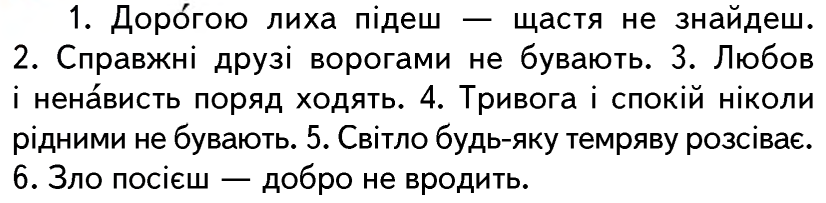 1. Доро́гою лиха підеш — щастя не знайдеш.
2. Справжні друзі ворогами не бувають. 3. Любов
і нена́висть поряд ходять. 4. Тривога і спокій ніколи
рідними не бувають. 5. Світло будь-яку темряву розсіває.
6. Зло посієш — добро не вродить.